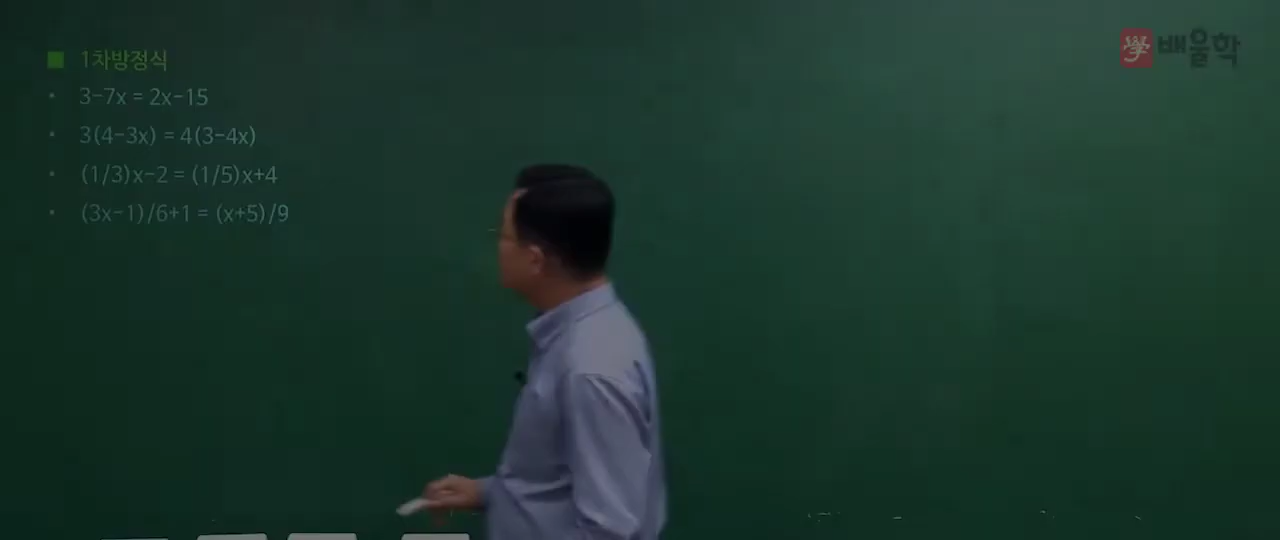 1차방정식
3-7x = 2x-15
3(4-3x) = 4(3-4x)
(1/3)x-2 = (1/5)x+4
(3x-1)/6+1 = (x+5)/9
學 배울학